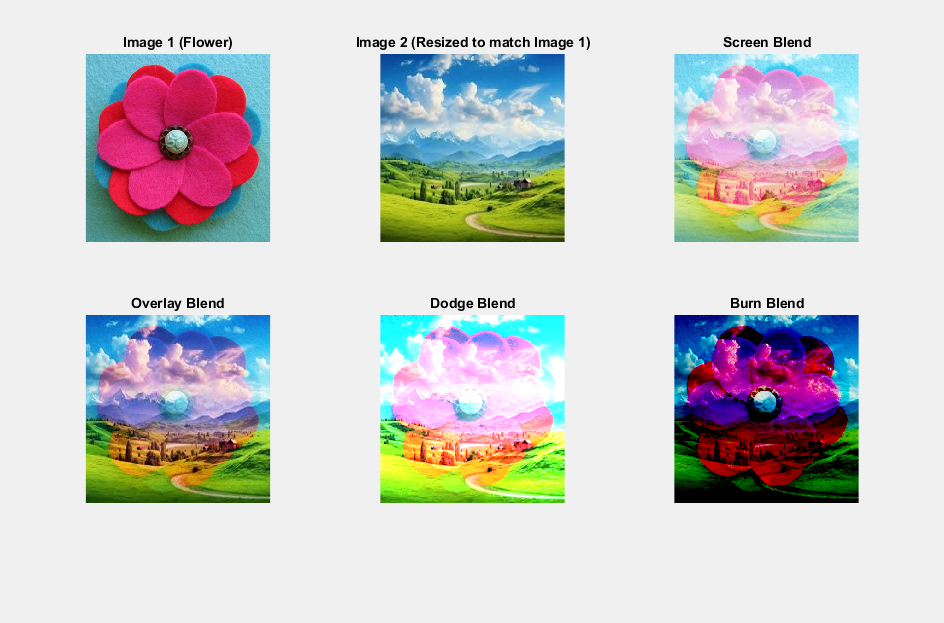 Image 1 (Flower)
Image 2 (Resized to match Image 1)
Screen Blend
Overlay Blend
Dodge Blend
Burn Blend